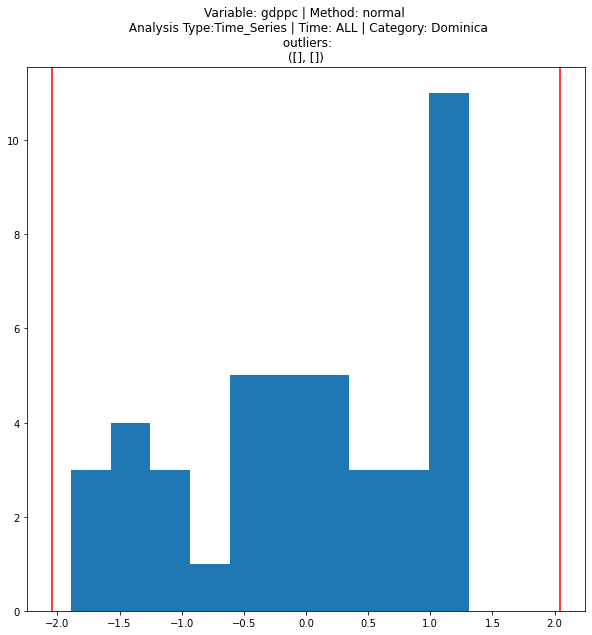 Variable: gdppc | Method: normal
Analysis Type:Time_Series | Time: ALL | Category: Dominica
outliers:
([], [])
10
8
6
4
2
0
−2.0 −1.5 −1.0 −0.5 0.0 0.5 1.0 1.5 2.0